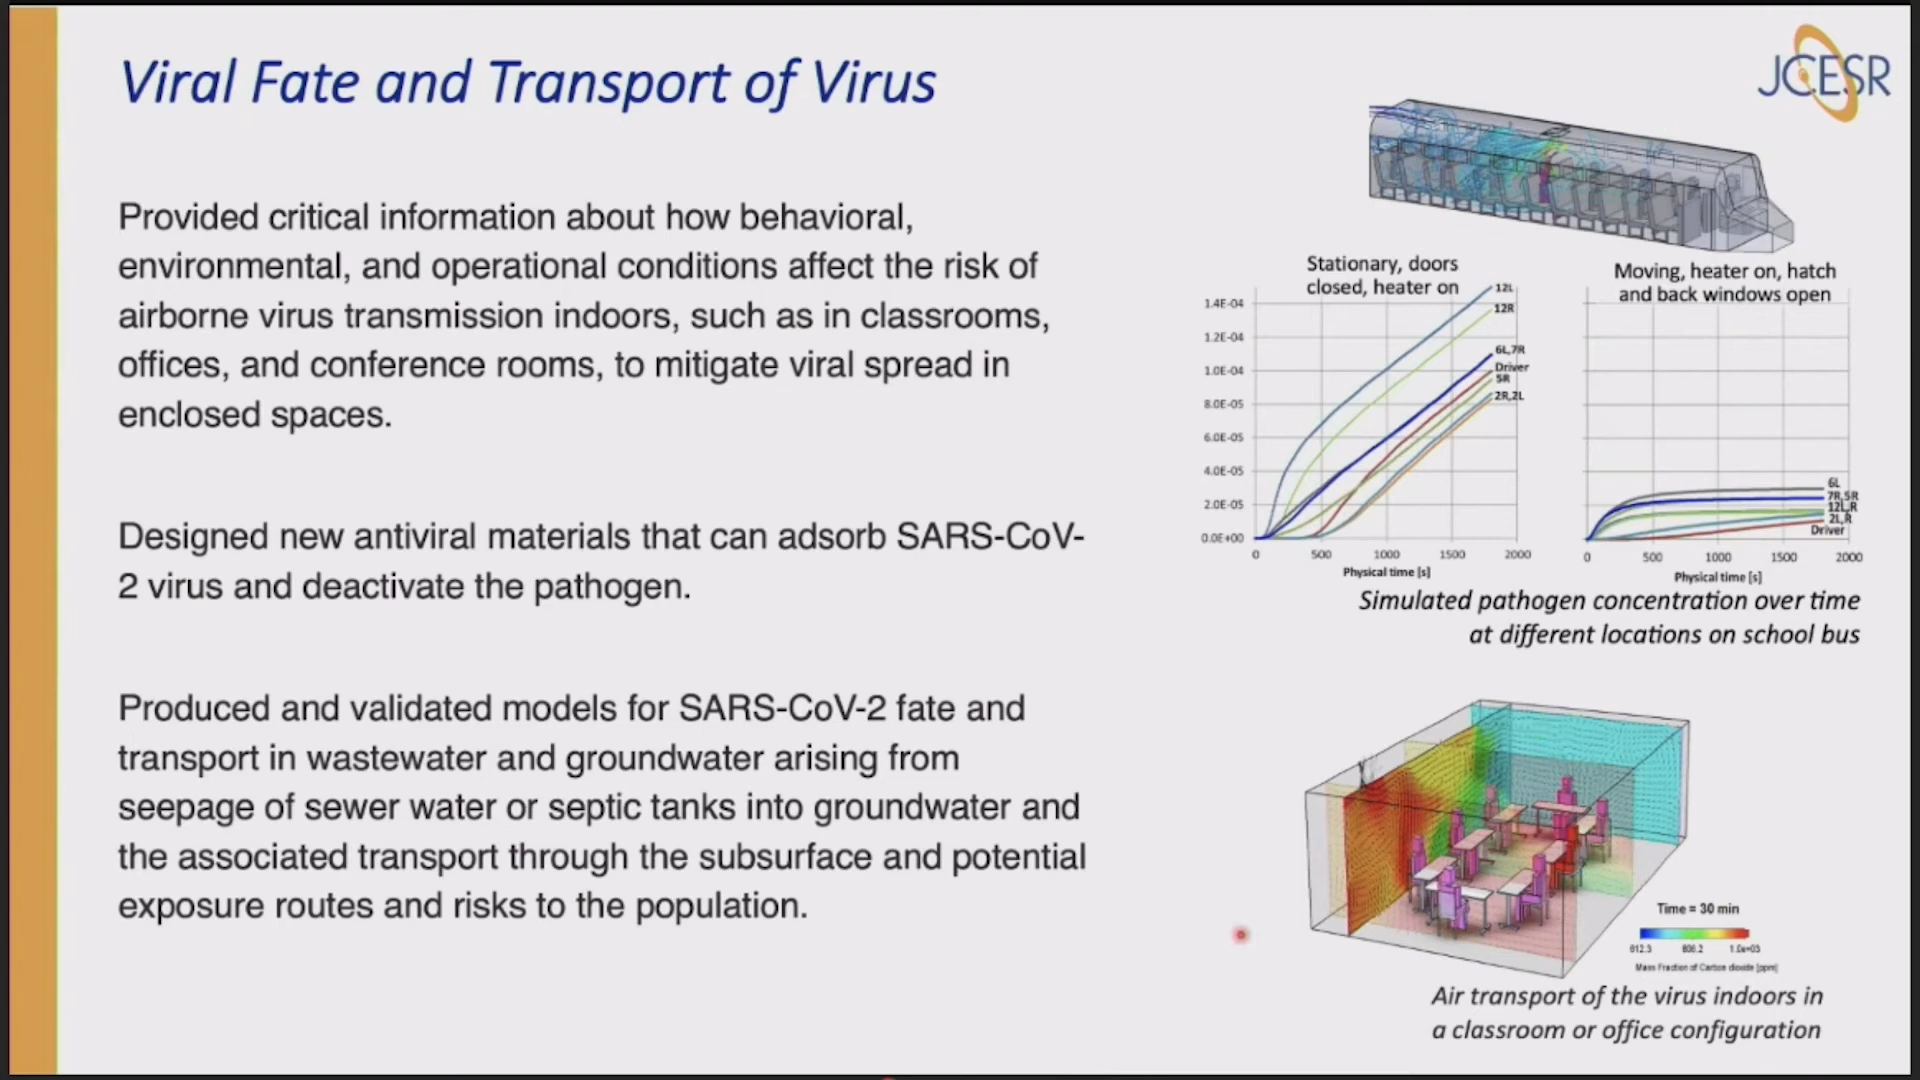 Viral Fate and Transport of Virus
JCESR
Provided critical information about how behavioral,
environmental, and operational conditions affect the risk of
airborne virus transmission indoors, such as in classrooms,
offices, and conference rooms, to mitigate viral spread in
enclosed spaces.
Designed new antiviral materials that can adsorb SARS-CoV-
2 virus and deactivate the pathogen.
Produced and validated models for SARS-CoV-2 fate and
transport in wastewater and groundwater arising from
seepage of sewer water or septic tanks into groundwater and
the associated transport through the subsurface and potential
exposure routes and risks to the population.
Stationary, doors
closed, heater on
1.4E-04
1.2E-04
1.0E-04
8.0E-05
6.0E-05
4.0E-05
2.0E-05
0.0E+00
12L
12R
6L,7R
Driver
5R
2R,2L
0 500 1000 1500 2000
Physical time [s]
Moving, heater on, hatch
and back windows open
6L
7R,5R
12L,R
2L,R
Driver
0 500 1000 1500 2000
Physical time [s]
Simulated pathogen concentration over time
at different locations on school bus
Time = 30 min
612.3 806.2 1.0e+03
Mass Fraction of Carbon dioxide [ppm]
Air transport of the virus indoors in
a classroom or office configuration